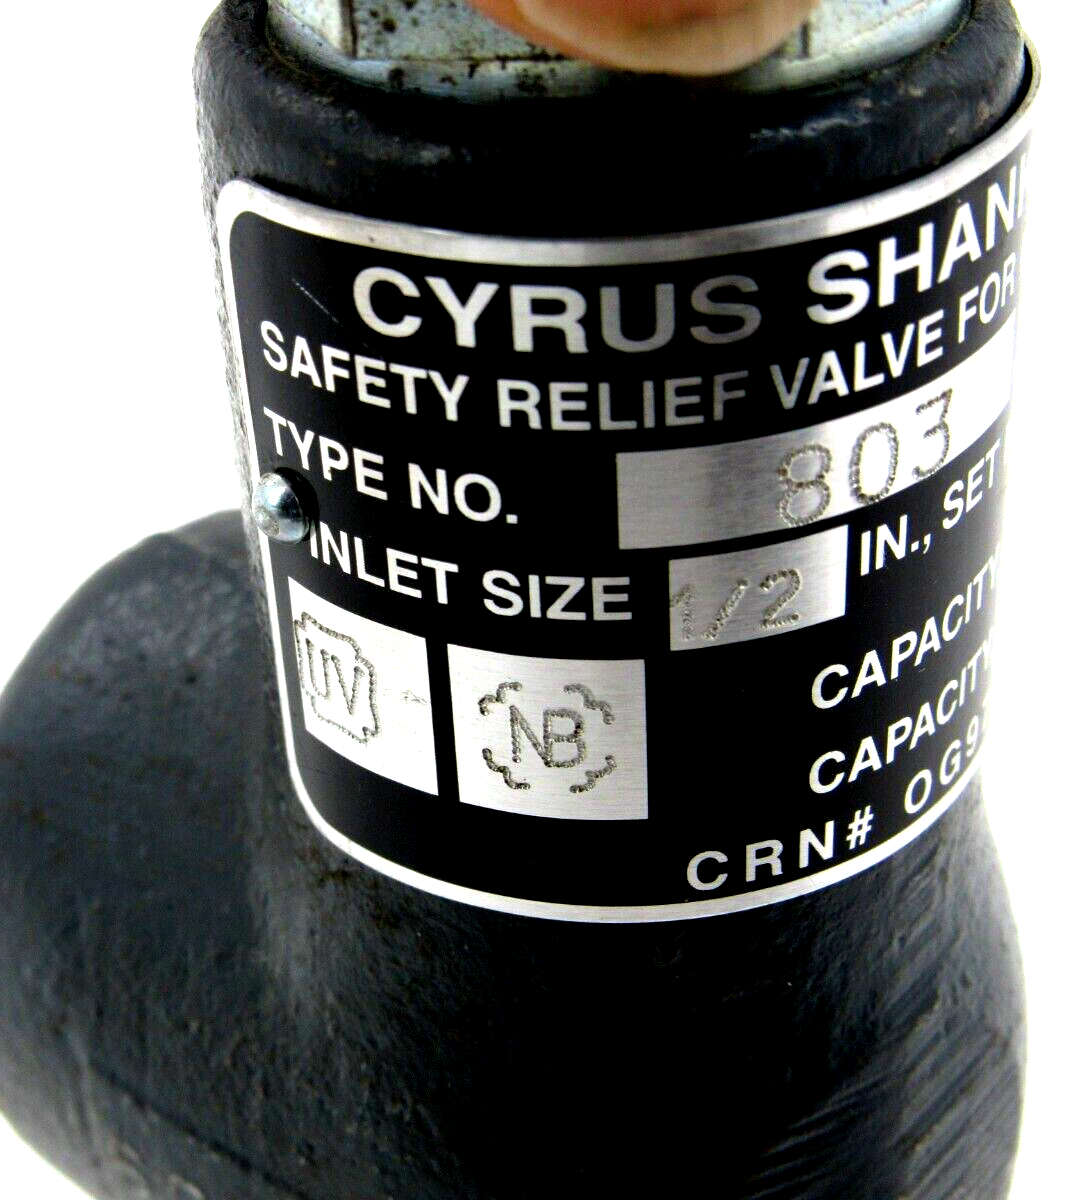 CYRUS SHAN
SAFETY RELIEF VALVE FOR
TYPE NO. 803
INLET SIZE 1/2 IN., SET
UV NB
CAPACITY
CAPACITY
CRN# OG9